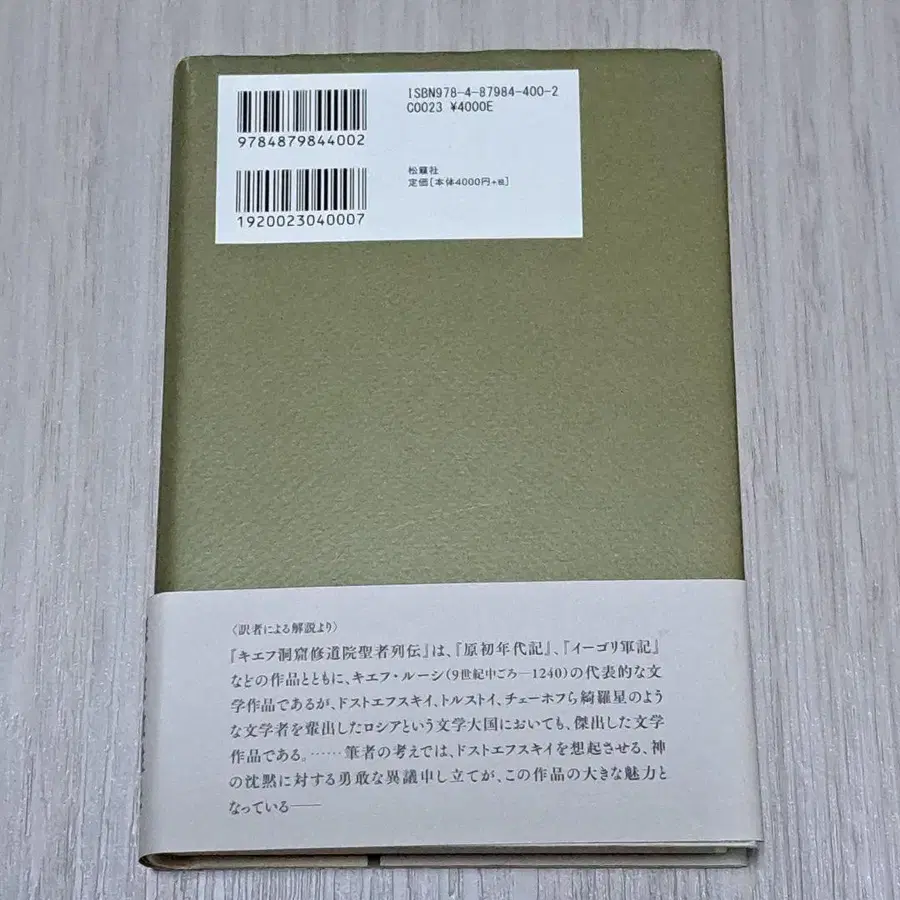 ISBN978-4-87984-400-2
C0023 ¥4000E
9784879844002
松籟社
定価[本体4000円+税]
1920023040007
〈訳者による解説より〉
『キエフ洞窟修道院聖者列伝』は、『原初年代記』、『イーゴリ軍記』
などの作品とともに、キエフ・ルーシ(9世紀中ごろ―1240)の代表的な文
学作品であるが、ドストエフスキイ、トルストイ、チェーホフら綺羅星のよう
な文学者を輩出したロシアという文学大国においても、傑出した文学
作品である。……筆者の考えでは、ドストエフスキイを想起させる、神
の沈黙に対する勇敢な異議申し立てが、この作品の大きな魅力と
なっている――